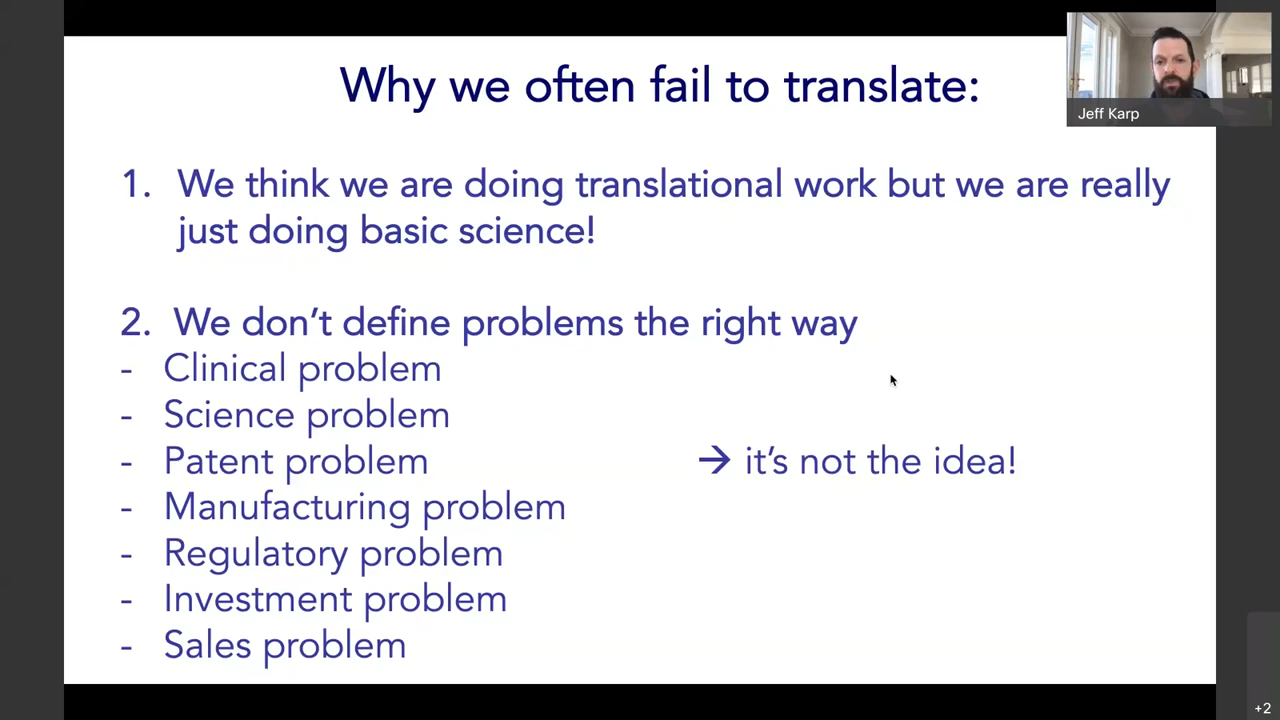 Why we often fail to translate:
Jeff Karp
1. We think we are doing translational work but we are really
just doing basic science!
2. We don’t define problems the right way
- Clinical problem
- Science problem
- Patent problem → it’s not the idea!
- Manufacturing problem
- Regulatory problem
- Investment problem
- Sales problem
+2